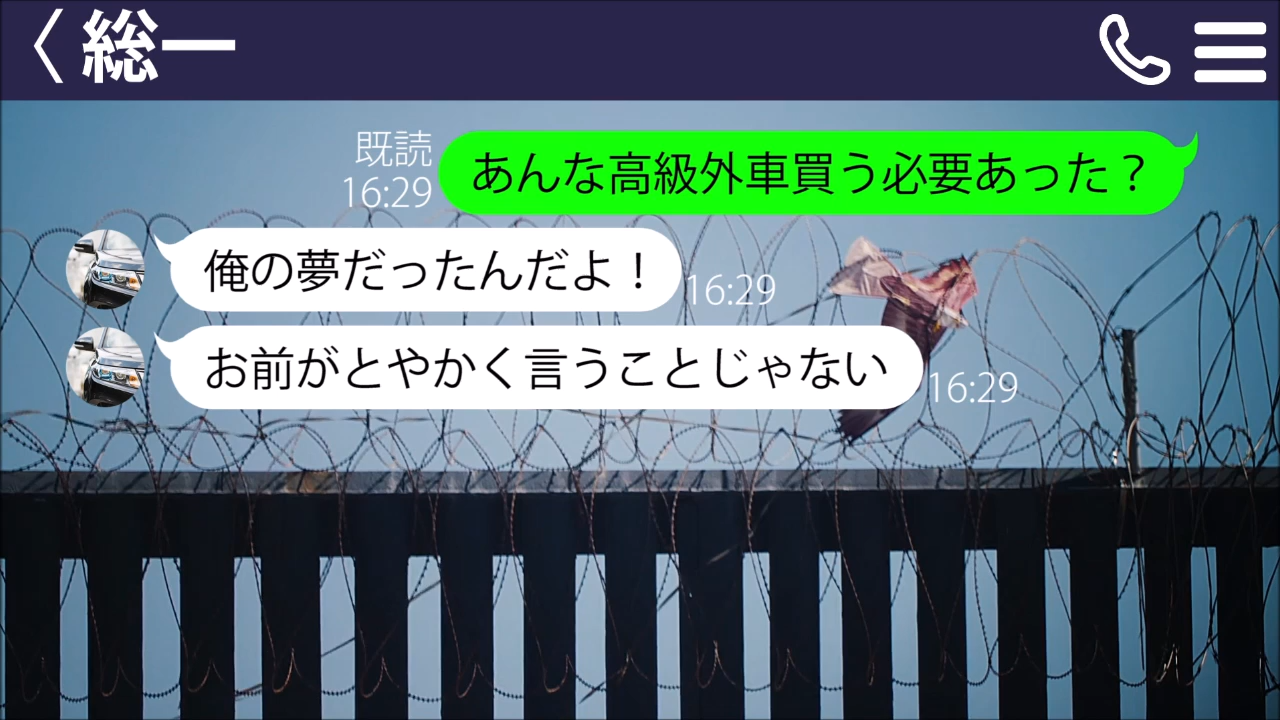 総一
あんな高級外車買う必要あった？
既読
16:29
俺の夢だったんだよ！
16:29
お前がとやかく言うことじゃない
16:29